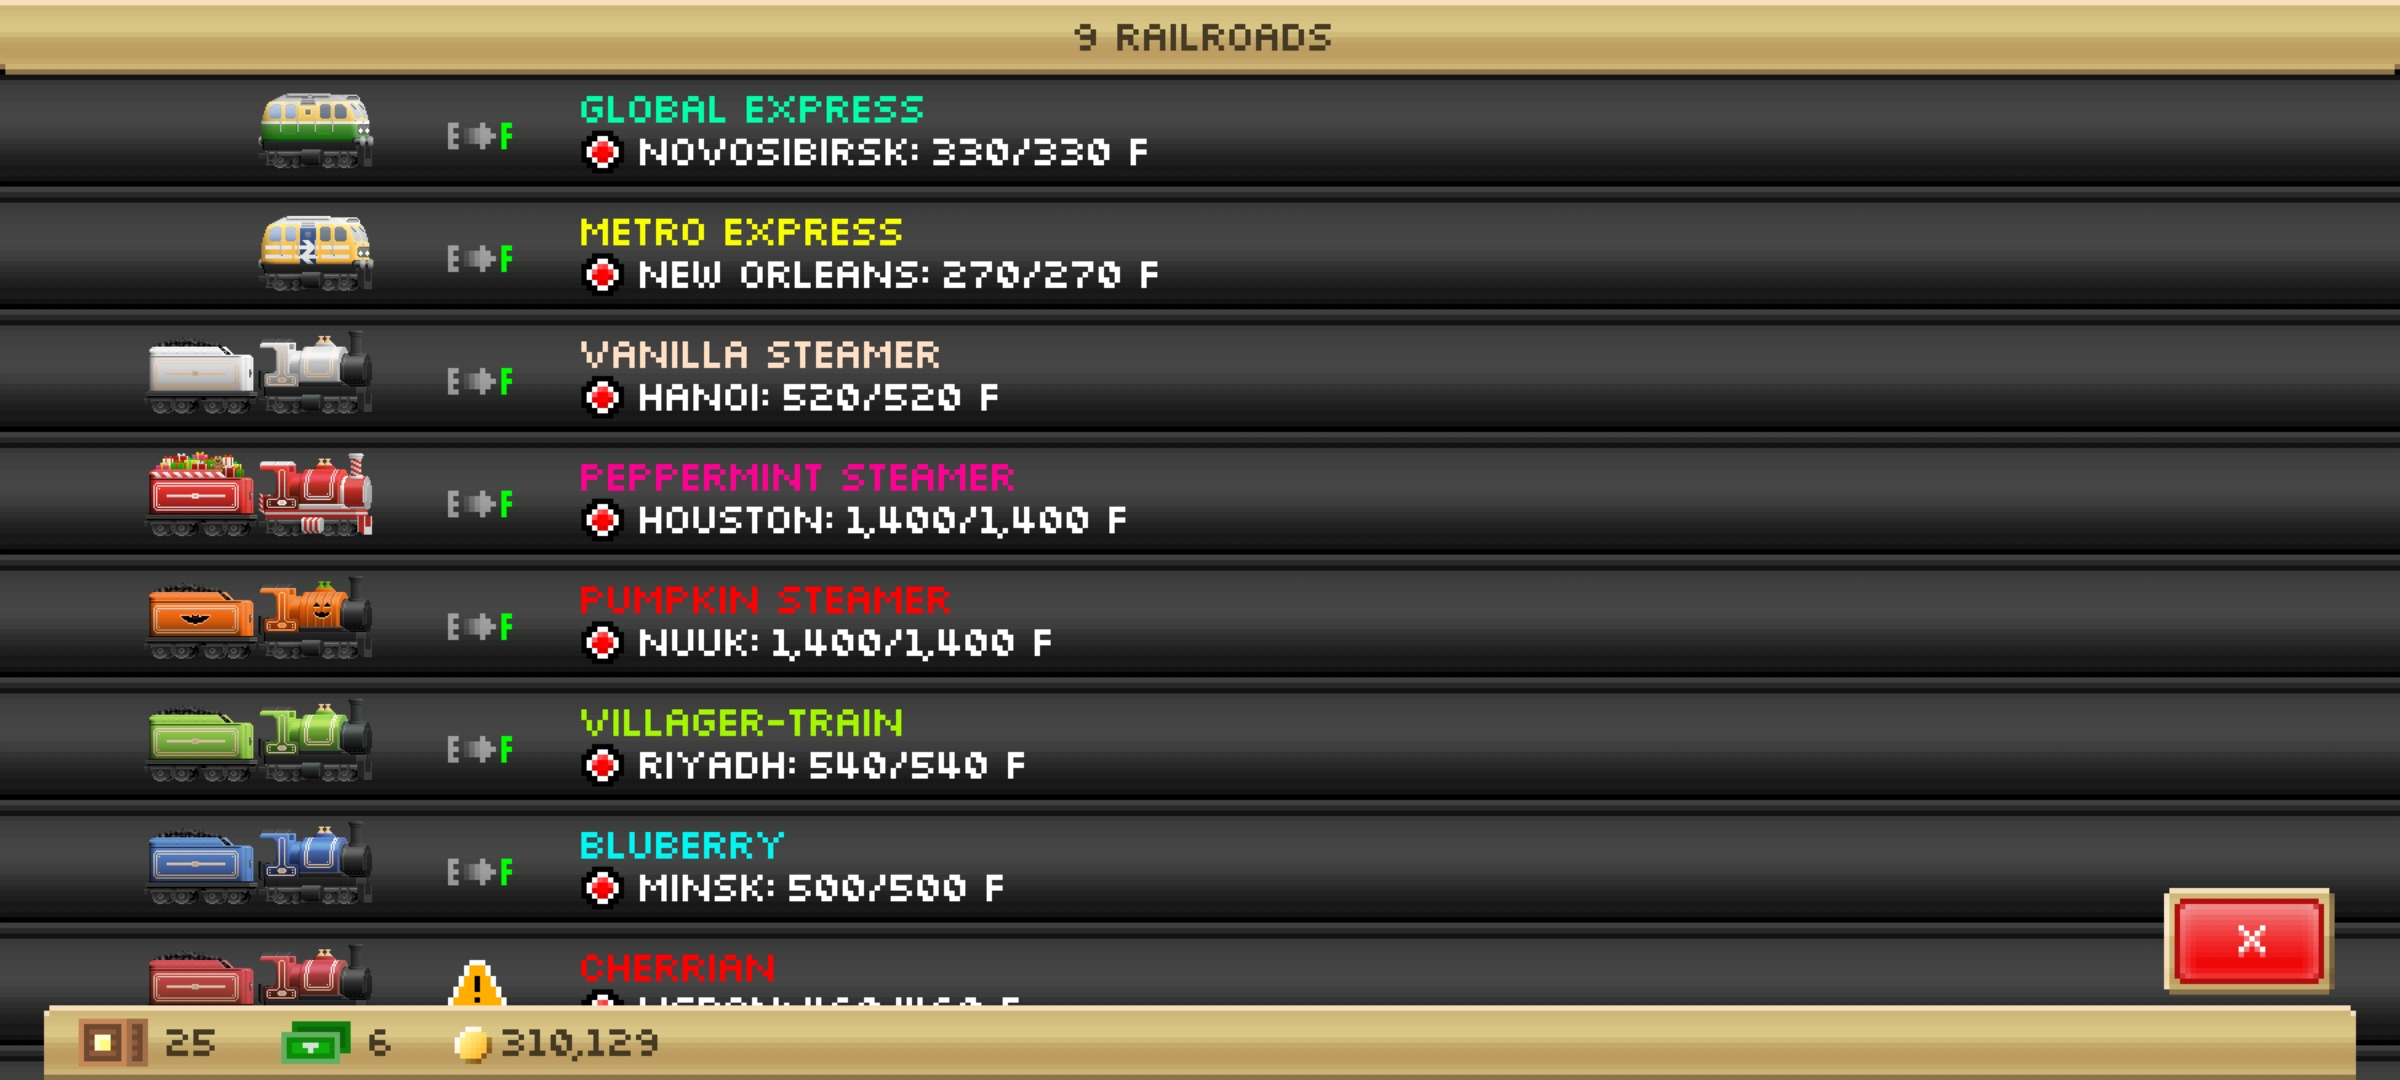 9 RAILROADS
GLOBAL EXPRESS
E F
NOVOSIBIRSK: 330/330 F
METRO EXPRESS
E F
NEW ORLEANS: 270/270 F
VANILLA STEAMER
E F
HANOI: 520/520 F
PEPPERMINT STEAMER
E F
HOUSTON: 1,400/1,400 F
PUMPKIN STEAMER
E F
NUUK: 1,400/1,400 F
VILLAGER-TRAIN
E F
RIYADH: 540/540 F
BLUBERRY
E F
MINSK: 500/500 F
CHERRIAN
!
X
25 6 310,129